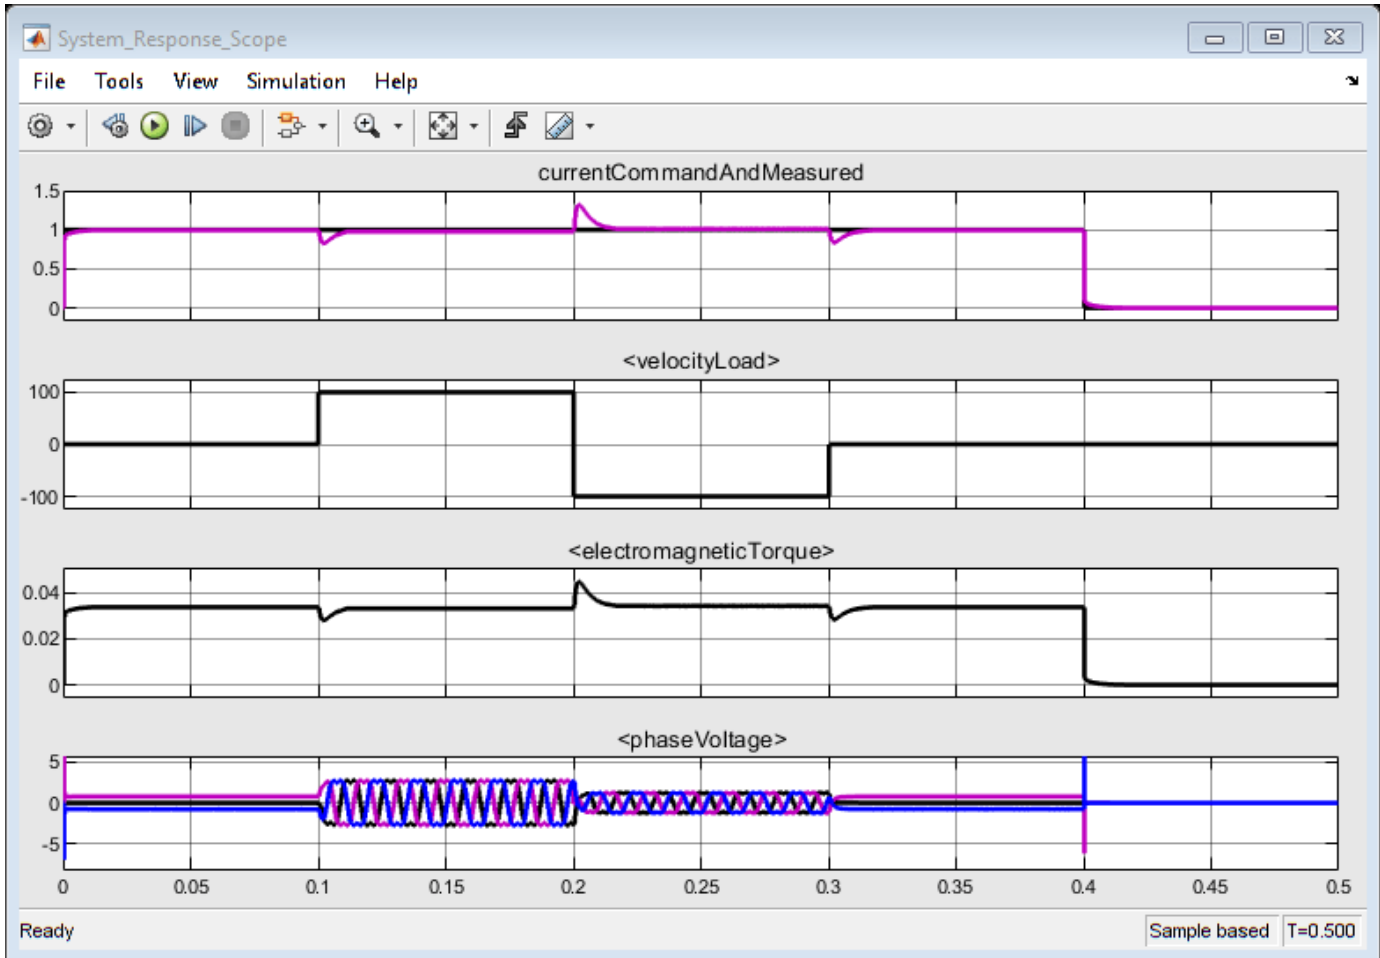 System_Response_Scope
File Tools View Simulation Help
currentCommandAndMeasured
1.5
1
0.5
0
<velocityLoad>
100
0
-100
<electromagneticTorque>
0.04
0.02
0
<phaseVoltage>
5
0
-5
0 0.05 0.1 0.15 0.2 0.25 0.3 0.35 0.4 0.45 0.5
Ready Sample based T=0.500